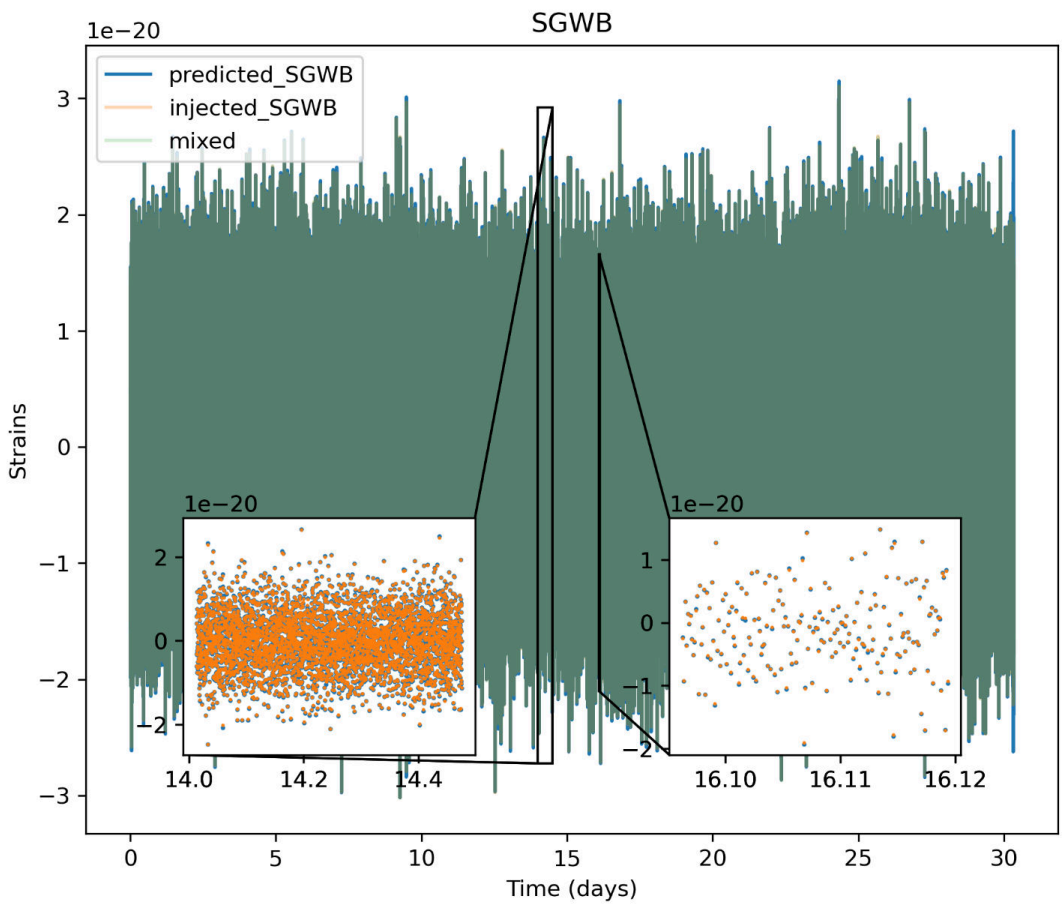 SGWB
1e−20
predicted_SGWB
injected_SGWB
mixed
3
2
1
0
−1
−2
−3
Strains
1e−20
2
0
−2
14.0 14.2 14.4
1e−20
1
0
−1
−2
16.10 16.11 16.12
0 5 10 15 20 25 30
Time (days)